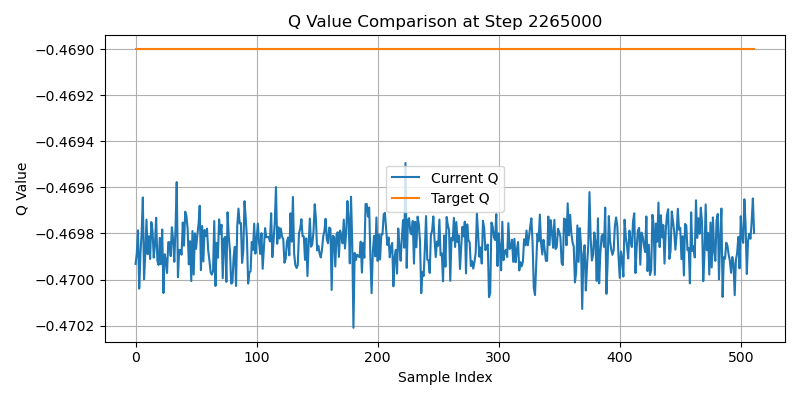 Q Value Comparison at Step 2265000
Q Value
−0.4690
−0.4692
−0.4694
−0.4696
−0.4698
−0.4700
−0.4702
Current Q
Target Q
0 100 200 300 400 500
Sample Index